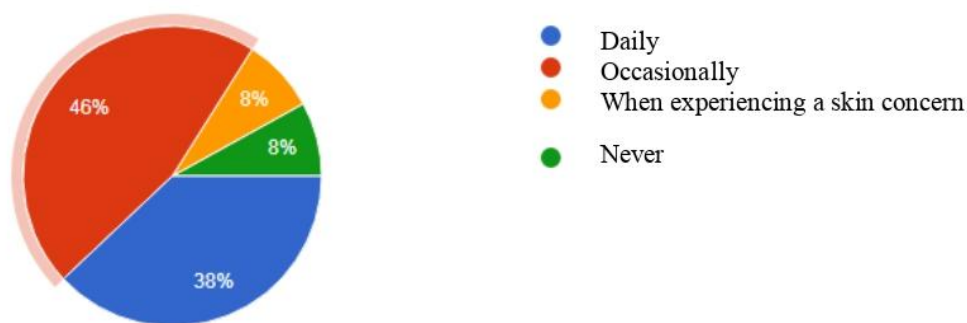 46%
8%
8%
38%
Daily
Occasionally
When experiencing a skin concern
Never